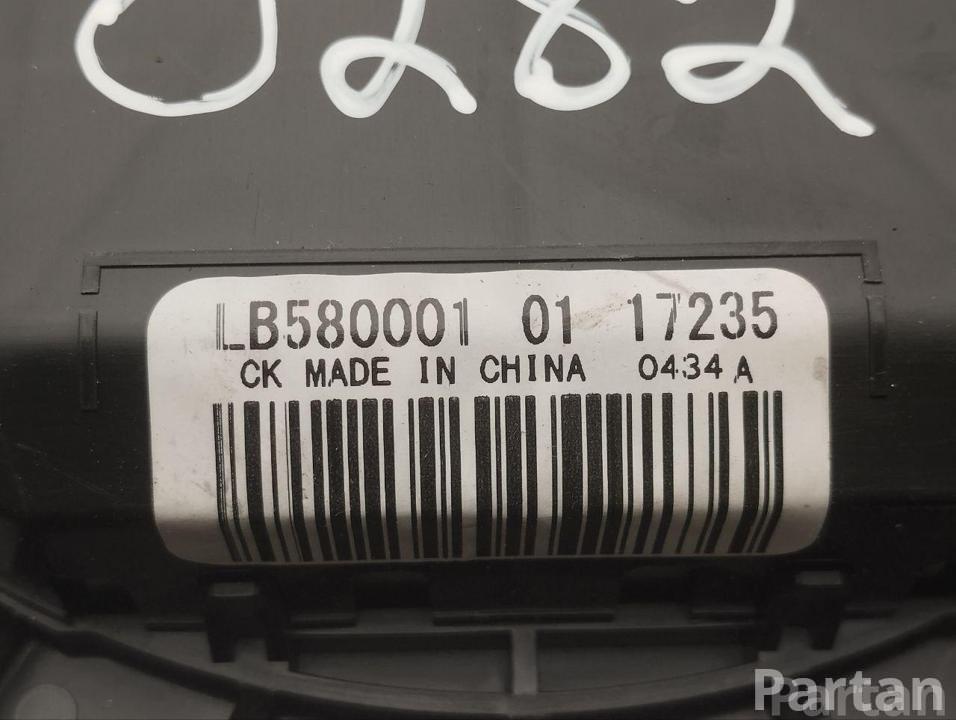 0282
LB580001 01 17235
CK MADE IN CHINA 0434 A
Partan